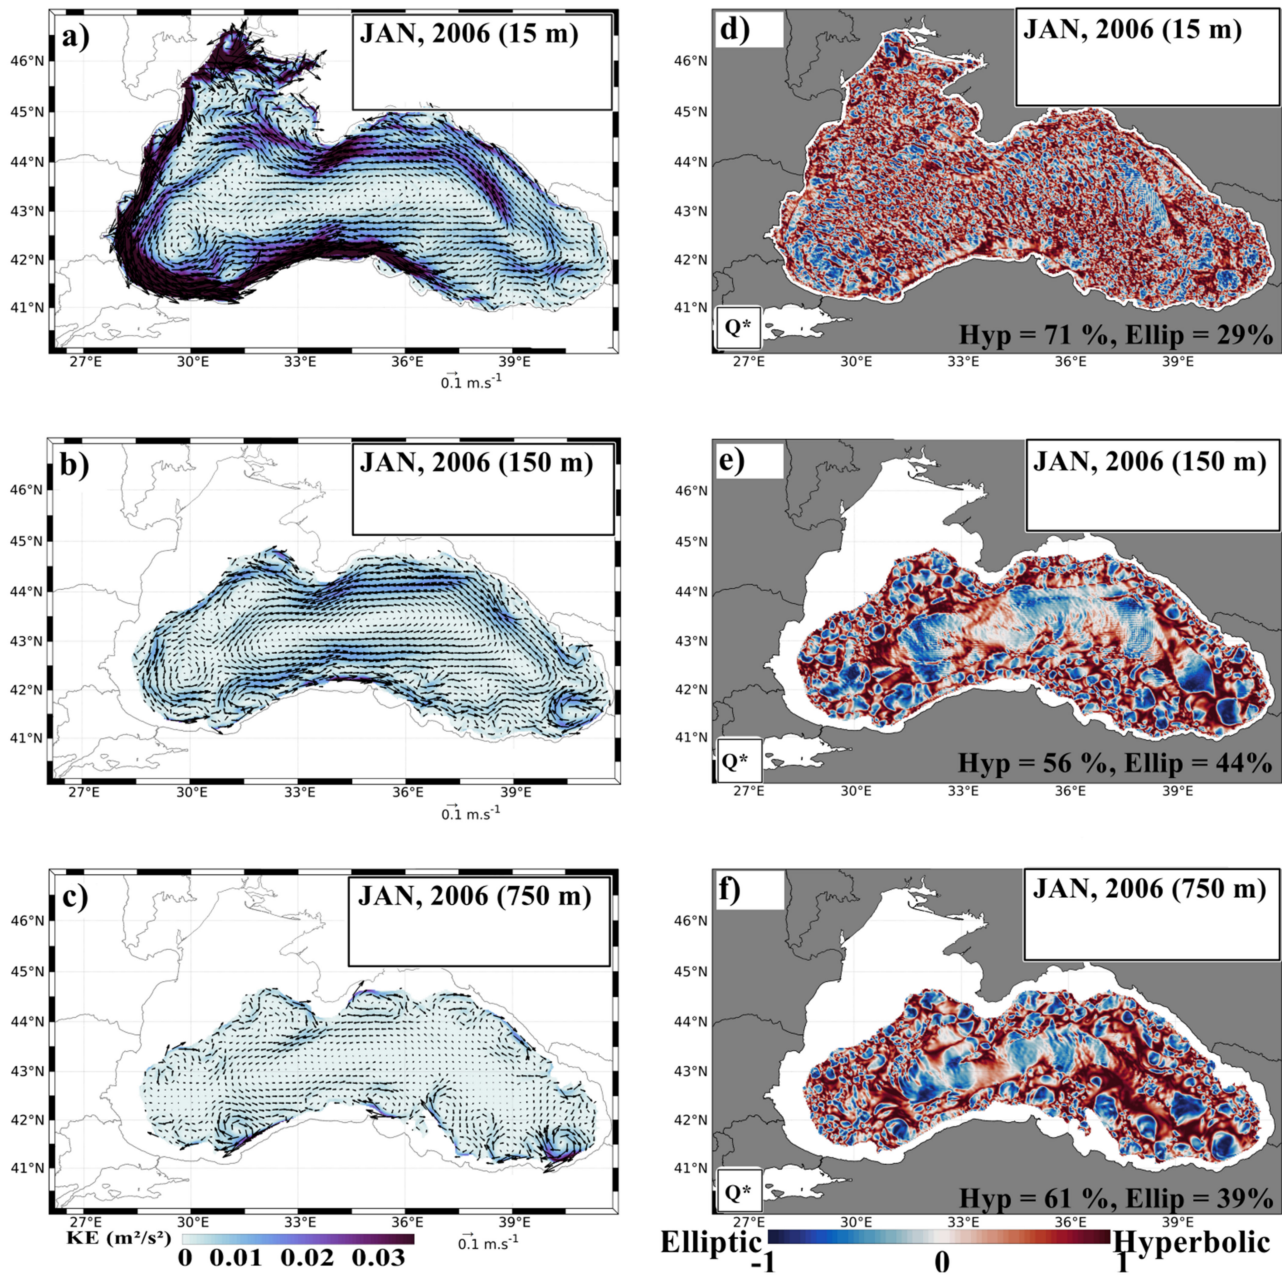 a)
JAN, 2006 (15 m)
46°N
45°N
44°N
43°N
42°N
41°N
27°E 30°E 33°E 36°E 39°E
0.1 m.s⁻¹
d)
JAN, 2006 (15 m)
46°N
45°N
44°N
43°N
42°N
41°N
Q*
Hyp = 71 %, Ellip = 29%
27°E 30°E 33°E 36°E 39°E
b)
JAN, 2006 (150 m)
46°N
45°N
44°N
43°N
42°N
41°N
27°E 30°E 33°E 36°E 39°E
0.1 m.s⁻¹
e)
JAN, 2006 (150 m)
46°N
45°N
44°N
43°N
42°N
41°N
Q*
Hyp = 56 %, Ellip = 44%
27°E 30°E 33°E 36°E 39°E
c)
JAN, 2006 (750 m)
46°N
45°N
44°N
43°N
42°N
41°N
27°E 30°E 33°E 36°E 39°E
KE (m²/s²)
0 0.01 0.02 0.03
0.1 m.s⁻¹
f)
JAN, 2006 (750 m)
46°N
45°N
44°N
43°N
42°N
41°N
Q*
Hyp = 61 %, Ellip = 39%
27°E 30°E 33°E 36°E 39°E
Elliptic Hyperbolic
-1 0 1